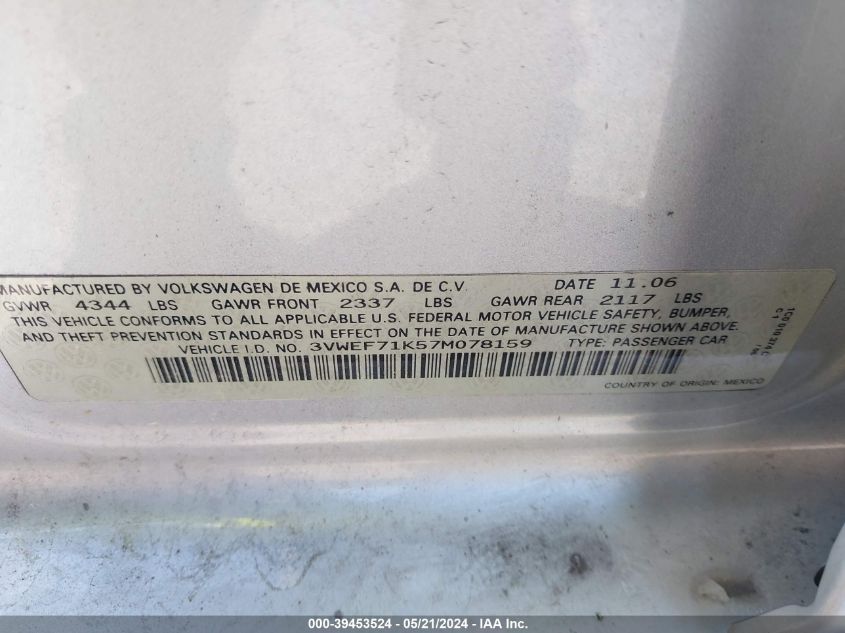 MANUFACTURED BY VOLKSWAGEN DE MEXICO S.A. DE C.V. DATE 11.06
GVWR 4344 LBS GAWR FRONT 2337 LBS GAWR REAR 2117 LBS
THIS VEHICLE CONFORMS TO ALL APPLICABLE U.S. FEDERAL MOTOR VEHICLE SAFETY, BUMPER,
AND THEFT PREVENTION STANDARDS IN EFFECT ON THE DATE OF MANUFACTURE SHOWN ABOVE.
VEHICLE I.D. NO. 3VWEF71K57M078159 TYPE: PASSENGER CAR
COUNTRY OF ORIGIN: MEXICO
C.1
000-39453524 - 05/21/2024 - IAA Inc.